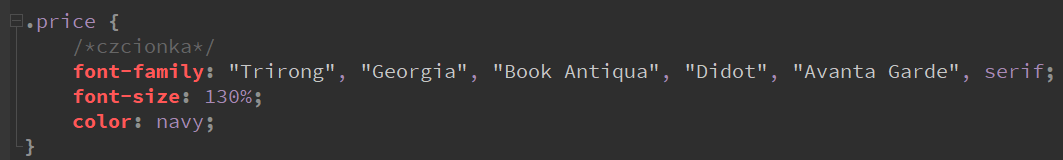 .price {
/*czcionka*/
font-family: "Trirong", "Georgia", "Book Antiqua", "Didot", "Avanta Garde", serif;
font-size: 130%;
color: navy;
}